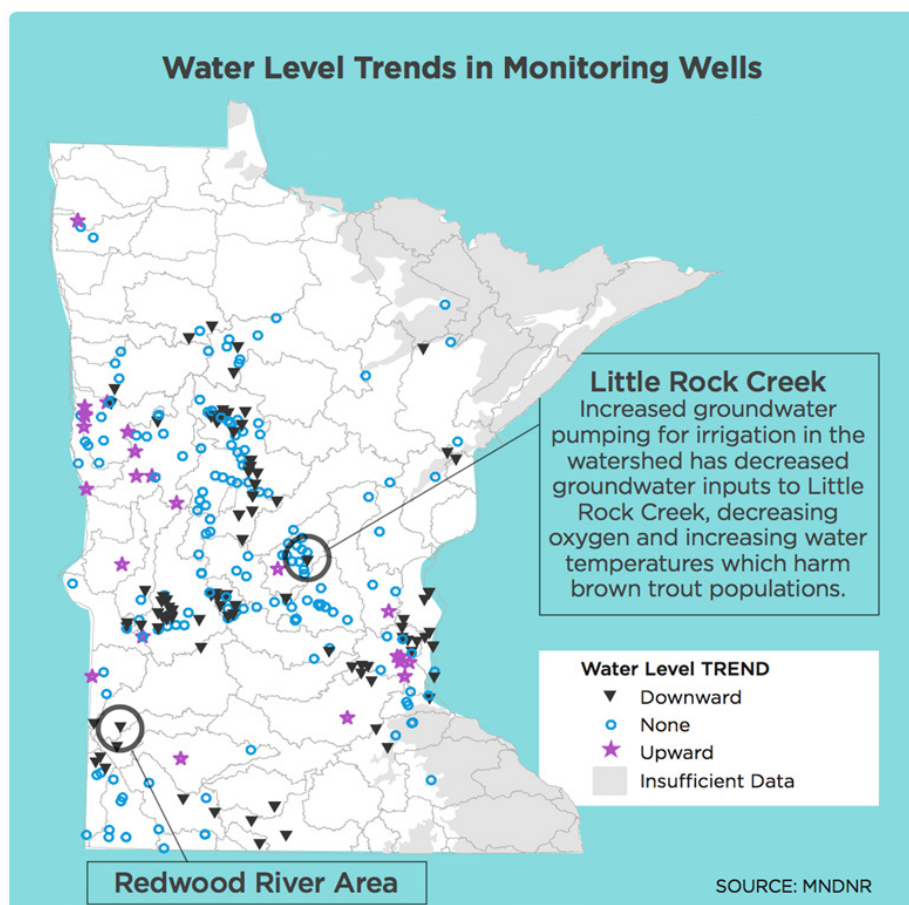 Water Level Trends in Monitoring Wells
Little Rock Creek
Increased groundwater
pumping for irrigation in the
watershed has decreased
groundwater inputs to Little
Rock Creek, decreasing
oxygen and increasing water
temperatures which harm
brown trout populations.
Water Level TREND
Downward
None
Upward
Insufficient Data
Redwood River Area
SOURCE: MNDNR